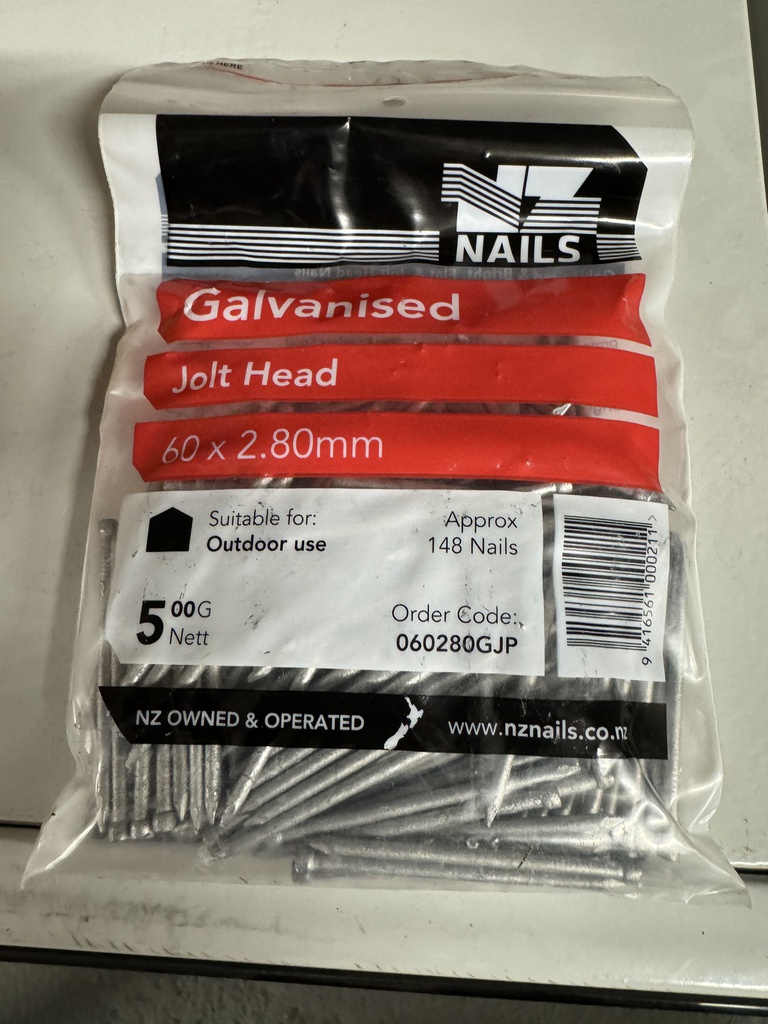 HERE
NZ
NAILS
Galvanised
Jolt Head
60 x 2.80mm
Suitable for:
Outdoor use
Approx
148 Nails
500G
Nett
Order Code:
060280GJP
9 416561 000211 >
NZ OWNED & OPERATED
www.nznails.co.nz